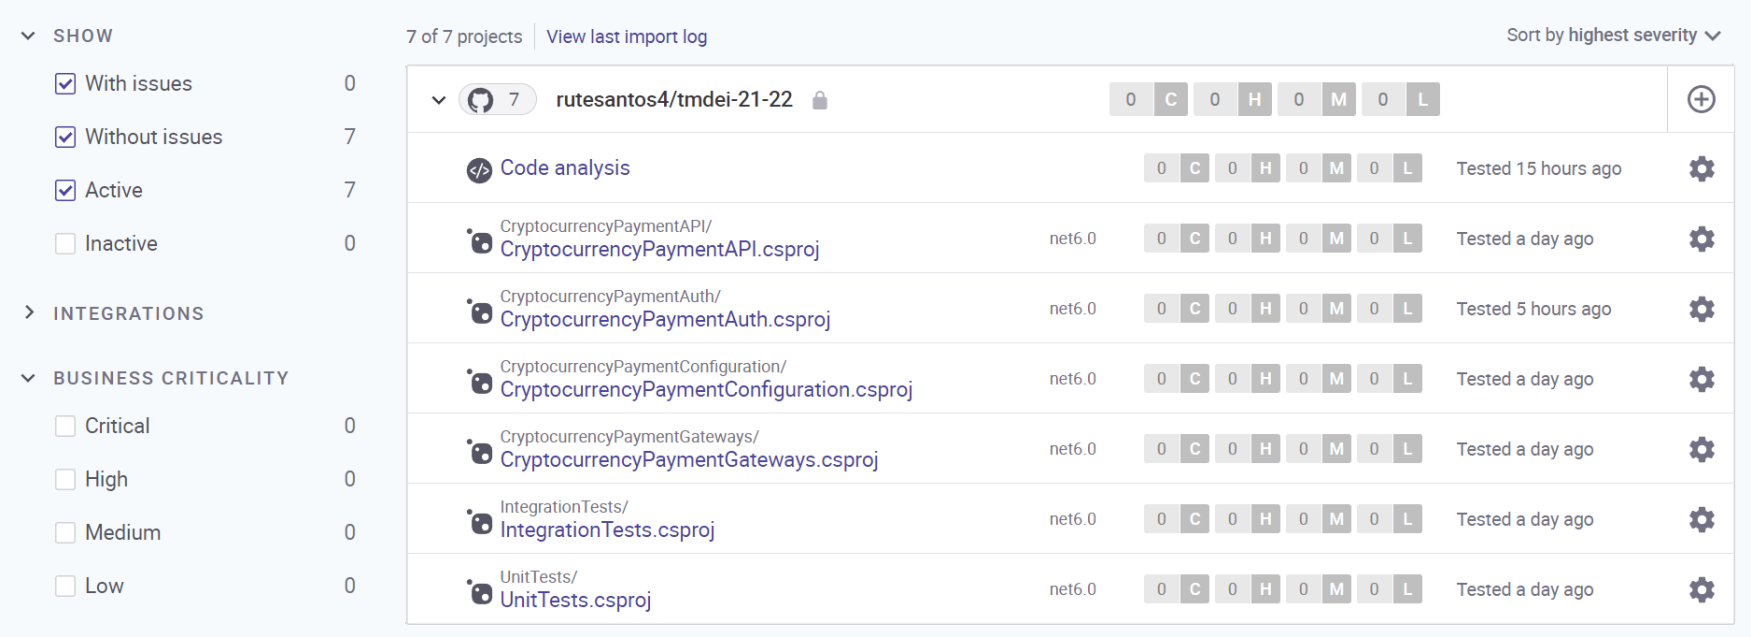 SHOW
With issues 0
Without issues 7
Active 7
Inactive 0
INTEGRATIONS
BUSINESS CRITICALITY
Critical 0
High 0
Medium 0
Low 0
7 of 7 projects View last import log Sort by highest severity
7 rutesantos4/tmdei-21-22 0 C 0 H 0 M 0 L
Code analysis 0 C 0 H 0 M 0 L Tested 15 hours ago
CryptocurrencyPaymentAPI/
CryptocurrencyPaymentAPI.csproj net6.0 0 C 0 H 0 M 0 L Tested a day ago
CryptocurrencyPaymentAuth/
CryptocurrencyPaymentAuth.csproj net6.0 0 C 0 H 0 M 0 L Tested 5 hours ago
CryptocurrencyPaymentConfiguration/
CryptocurrencyPaymentConfiguration.csproj net6.0 0 C 0 H 0 M 0 L Tested a day ago
CryptocurrencyPaymentGateways/
CryptocurrencyPaymentGateways.csproj net6.0 0 C 0 H 0 M 0 L Tested a day ago
IntegrationTests/
IntegrationTests.csproj net6.0 0 C 0 H 0 M 0 L Tested a day ago
UnitTests/
UnitTests.csproj net6.0 0 C 0 H 0 M 0 L Tested a day ago